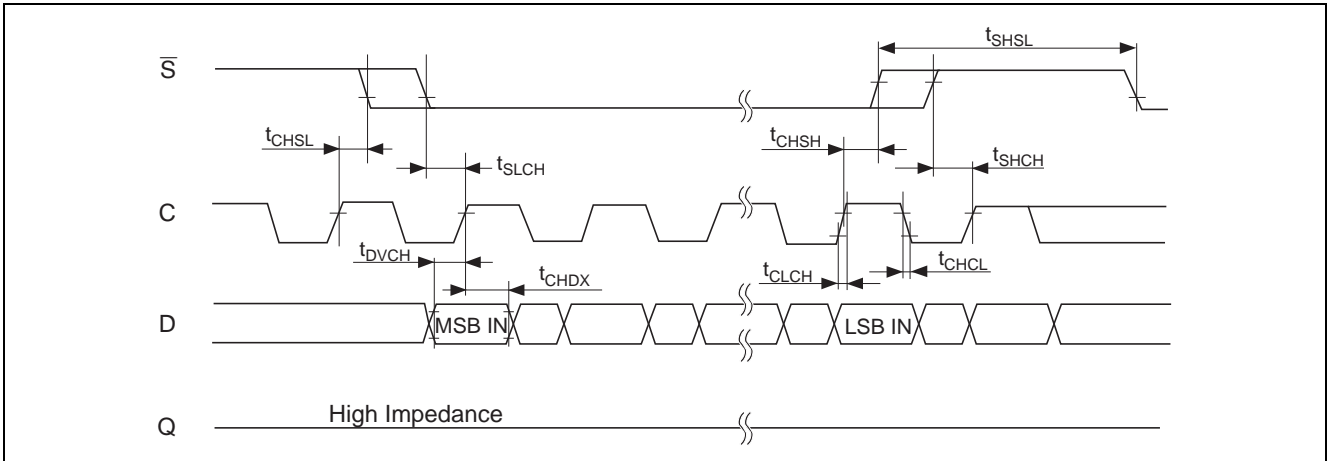 tSHSL
S̅
tCHSL
tSLCH
tCHSH
tSHCH
C
tDVCH
tCHDX
tCLCH
tCHCL
D
MSB IN
LSB IN
Q
High Impedance